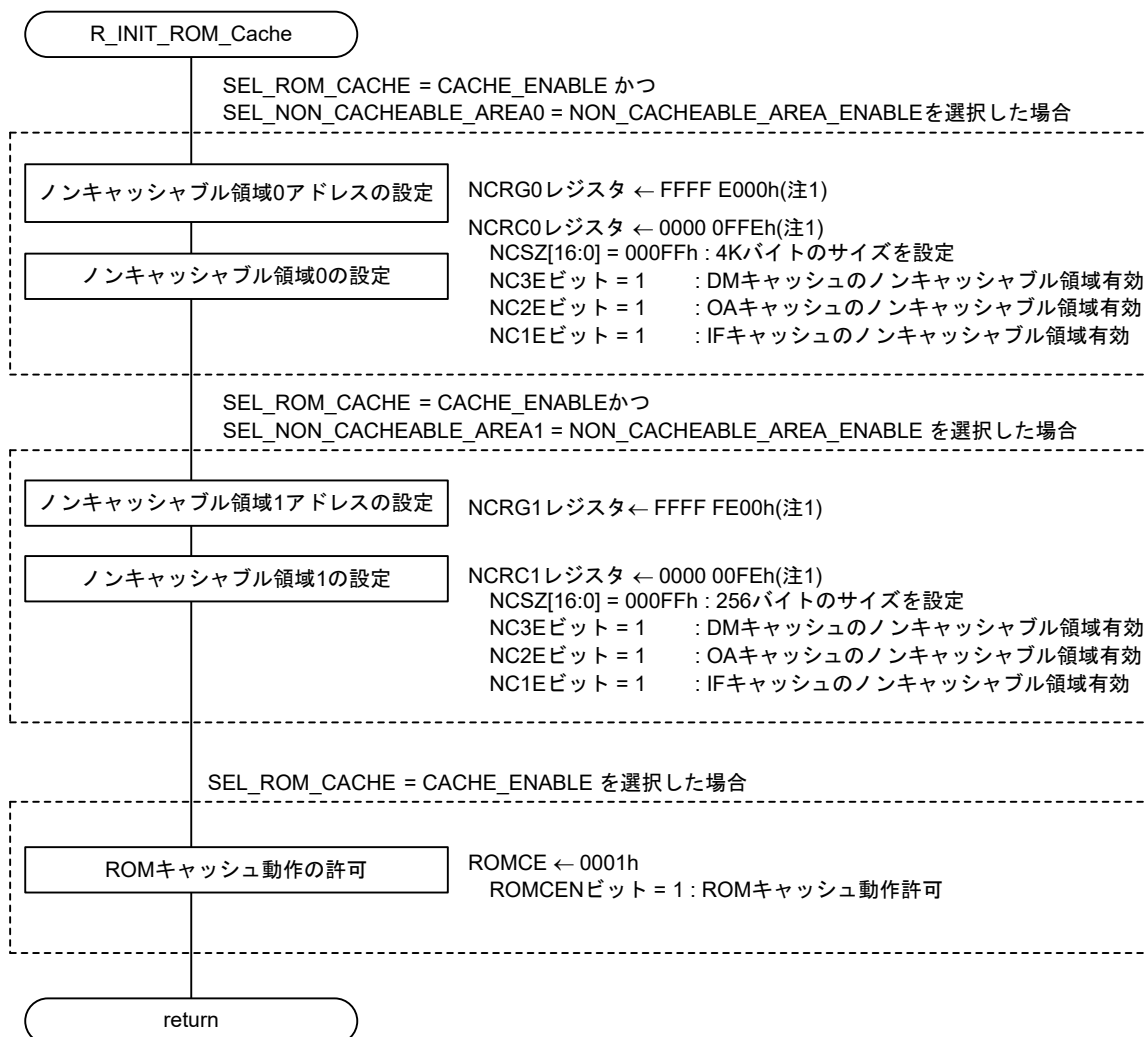 R_INIT_ROM_Cache
SEL_ROM_CACHE = CACHE_ENABLE かつ
SEL_NON_CACHEABLE_AREA0 = NON_CACHEABLE_AREA_ENABLEを選択した場合
ノンキャッシャブル領域0アドレスの設定
NCRG0レジスタ ← FFFF E000h(注1)
NCRC0レジスタ ← 0000 0FFEh(注1)
NCSZ[16:0] = 000FFh : 4Kバイトのサイズを設定
ノンキャッシャブル領域0の設定
NC3Eビット = 1 : DMキャッシュのノンキャッシャブル領域有効
NC2Eビット = 1 : OAキャッシュのノンキャッシャブル領域有効
NC1Eビット = 1 : IFキャッシュのノンキャッシャブル領域有効
SEL_ROM_CACHE = CACHE_ENABLEかつ
SEL_NON_CACHEABLE_AREA1 = NON_CACHEABLE_AREA_ENABLE を選択した場合
ノンキャッシャブル領域1アドレスの設定
NCRG1レジスタ← FFFF FE00h(注1)
ノンキャッシャブル領域1の設定
NCRC1レジスタ ← 0000 00FEh(注1)
NCSZ[16:0] = 000FFh : 256バイトのサイズを設定
NC3Eビット = 1 : DMキャッシュのノンキャッシャブル領域有効
NC2Eビット = 1 : OAキャッシュのノンキャッシャブル領域有効
NC1Eビット = 1 : IFキャッシュのノンキャッシャブル領域有効
SEL_ROM_CACHE = CACHE_ENABLE を選択した場合
ROMキャッシュ動作の許可
ROMCE ← 0001h
ROMCENビット = 1 : ROMキャッシュ動作許可
return